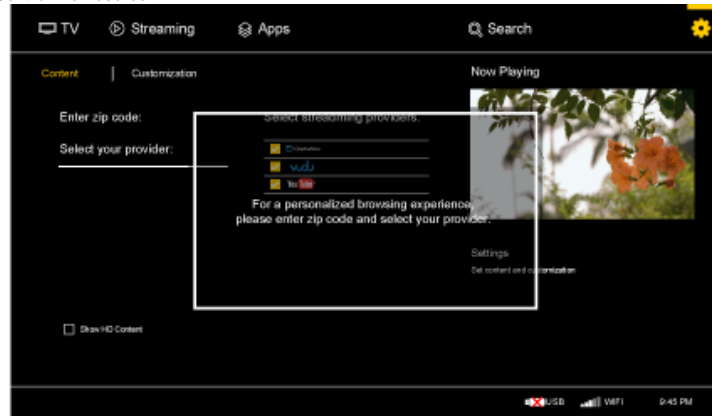 TV
Streaming
Apps
Search
Content | Customization
Now Playing
Enter zip code:
Select streaming providers.
Select your provider:
vudu
YouTube
For a personalized browsing experience,
please enter zip code and select your provider.
Settings
Set content and customization
Show HD Content
USB
WIFI
9:45 PM